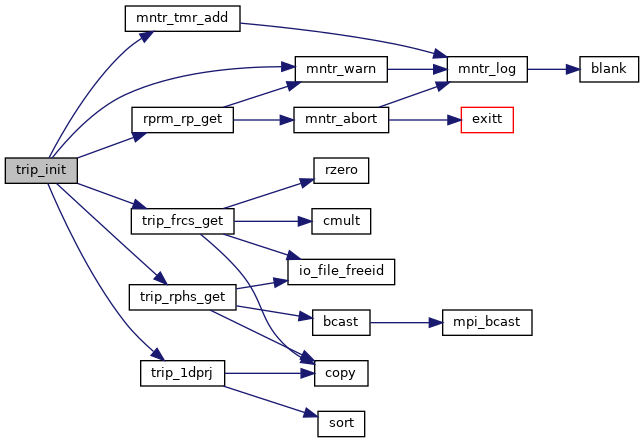 mntr_tmr_add
mntr_warn
mntr_log
blank
rprm_rp_get
mntr_abort
exitt
trip_init
rzero
trip_frcs_get
cmult
io_file_freeid
trip_rphs_get
bcast
mpi_bcast
trip_1dprj
copy
sort